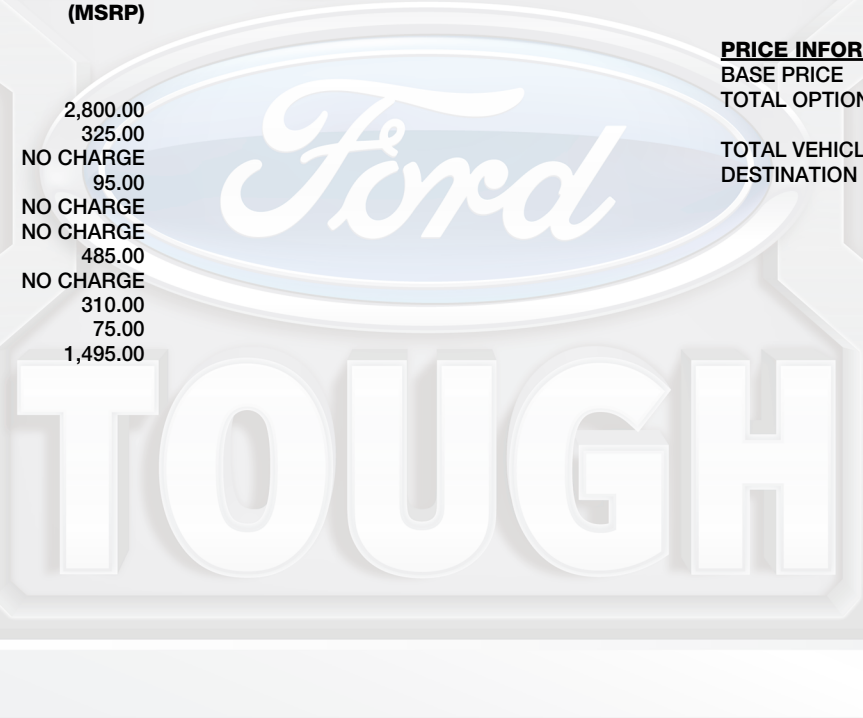 (MSRP)
2,800.00
325.00
NO CHARGE
95.00
NO CHARGE
NO CHARGE
485.00
NO CHARGE
310.00
75.00
1,495.00
PRICE INFOR
BASE PRICE
TOTAL OPTION
TOTAL VEHICL
DESTINATION
Ford
TOUGH